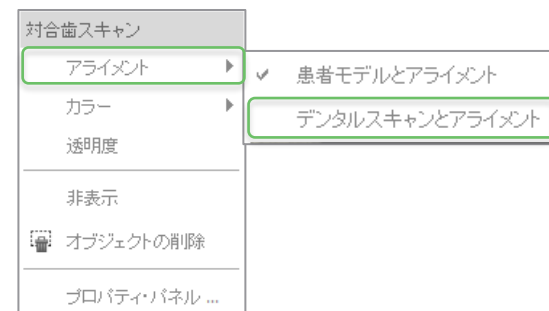 対合歯スキャン
アライメント
患者モデルとアライメント
デンタルスキャンとアライメント
カラー
透明度
非表示
オブジェクトの削除
プロパティ・パネル ...